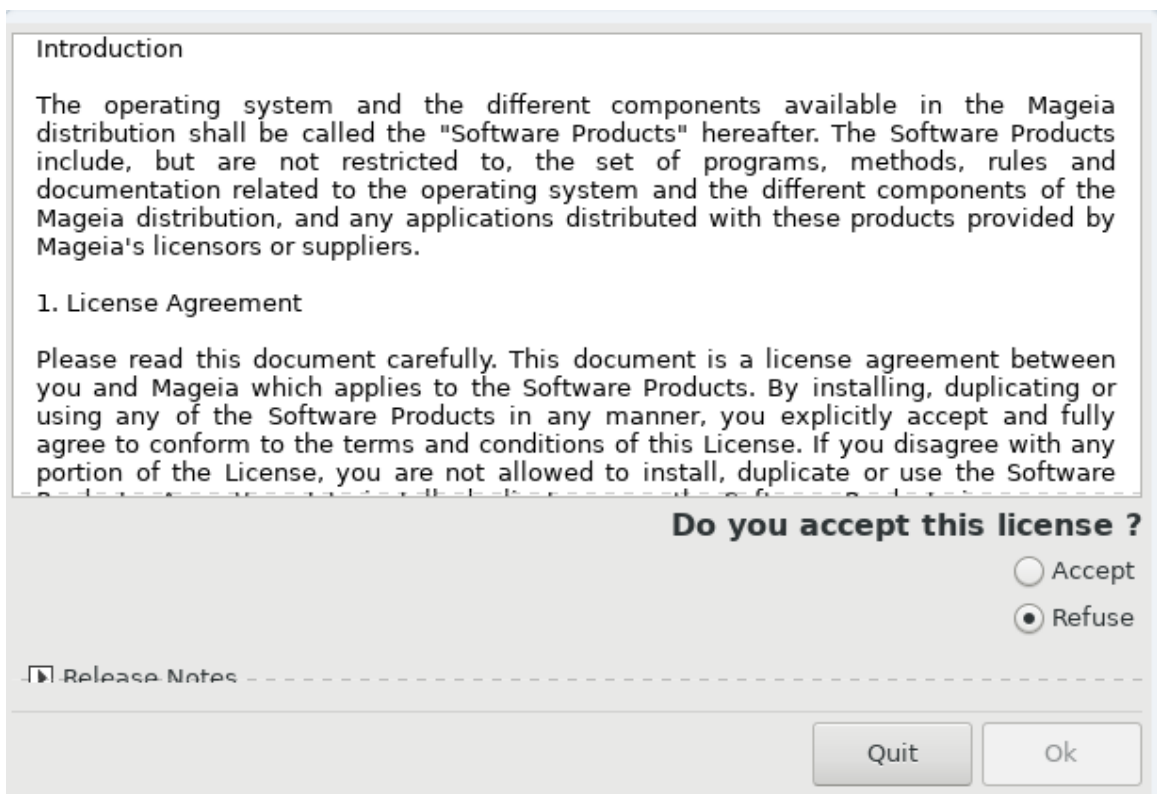 Introduction
The operating system and the different components available in the Mageia
distribution shall be called the "Software Products" hereafter. The Software Products
include, but are not restricted to, the set of programs, methods, rules and
documentation related to the operating system and the different components of the
Mageia distribution, and any applications distributed with these products provided by
Mageia's licensors or suppliers.
1. License Agreement
Please read this document carefully. This document is a license agreement between
you and Mageia which applies to the Software Products. By installing, duplicating or
using any of the Software Products in any manner, you explicitly accept and fully
agree to conform to the terms and conditions of this License. If you disagree with any
portion of the License, you are not allowed to install, duplicate or use the Software
Do you accept this license ?
Accept
Refuse
Release Notes
Quit
Ok